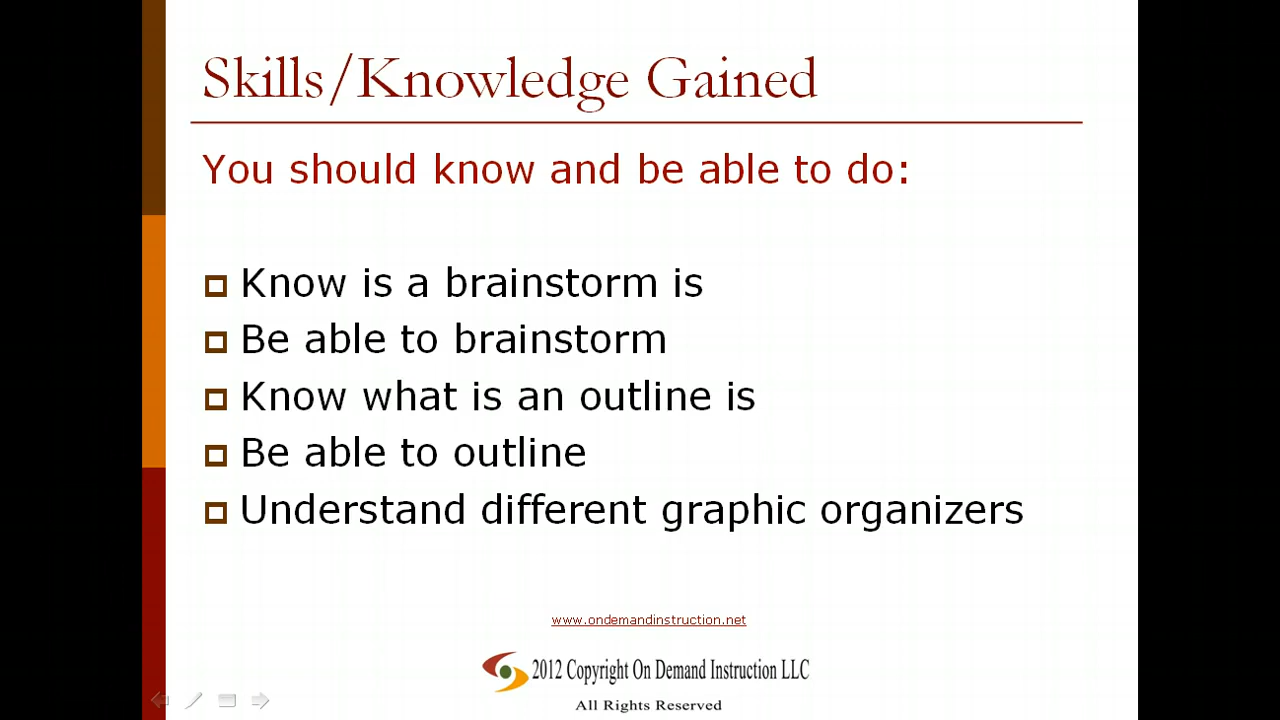 Skills/Knowledge Gained
You should know and be able to do:
Know is a brainstorm is
Be able to brainstorm
Know what is an outline is
Be able to outline
Understand different graphic organizers
www.ondemandinstruction.net
2012 Copyright On Demand Instruction LLC
All Rights Reserved